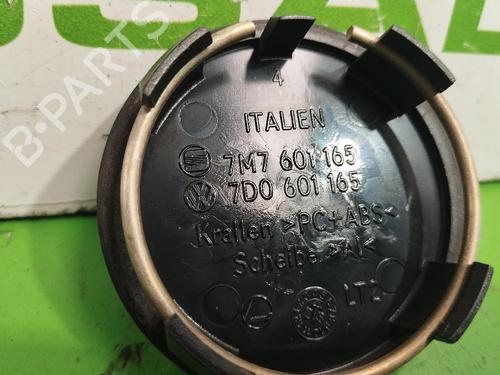 4
ITALIEN
7M7 601 165
7D0 601 165
Krallen >PC+ABS<
Scheibe >Al<
LT2
B-PARTS